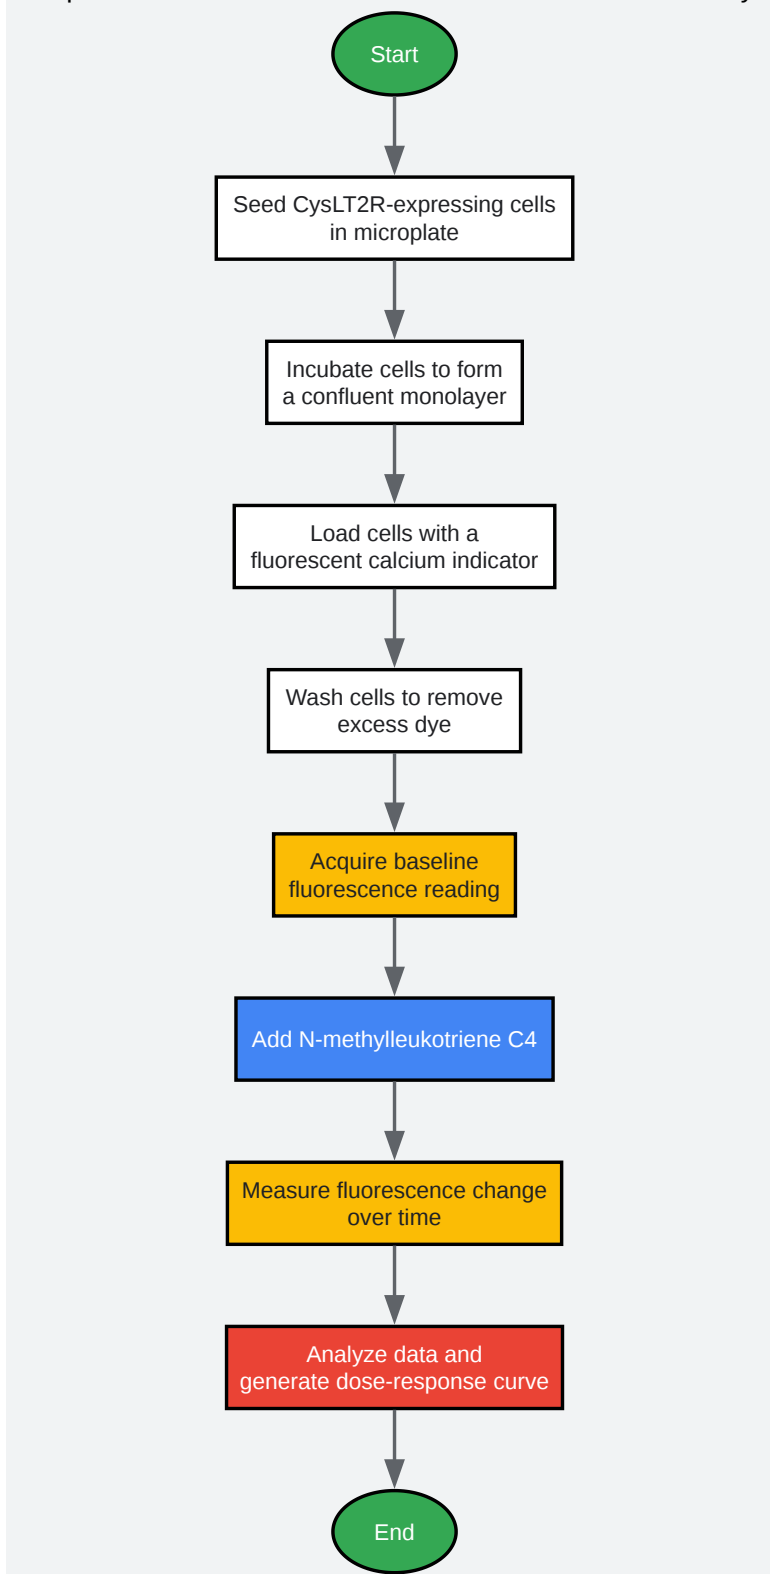 Start
Seed CysLT2R-expressing cells
in microplate
Incubate cells to form
a confluent monolayer
Load cells with a
fluorescent calcium indicator
Wash cells to remove
excess dye
Acquire baseline
fluorescence reading
Add N-methylleukotriene C4
Measure fluorescence change
over time
Analyze data and
generate dose-response curve
End